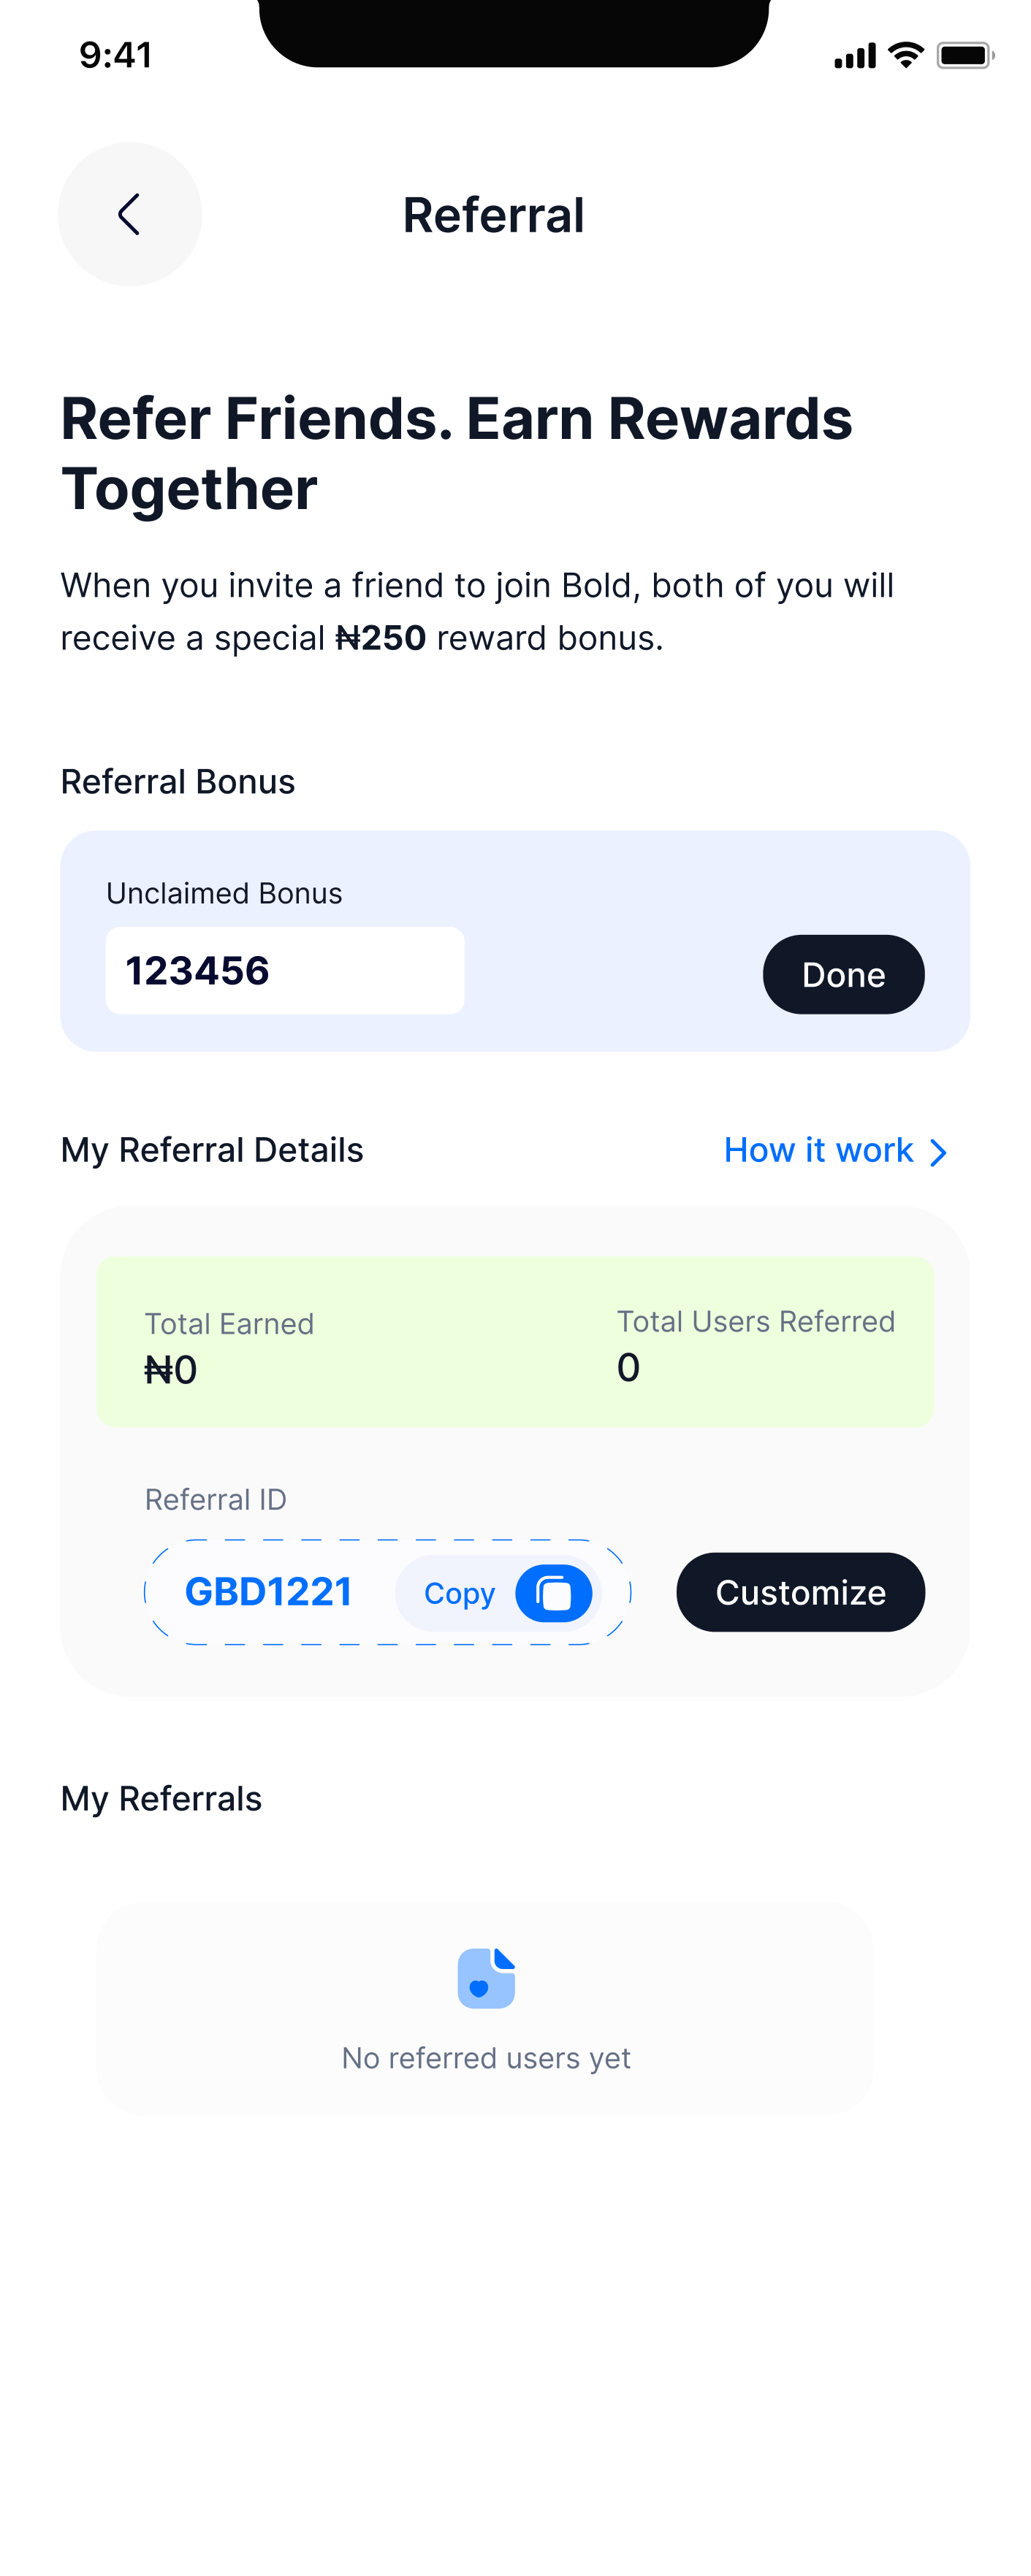 9:41
Referral
Refer Friends. Earn Rewards
Together
When you invite a friend to join Bold, both of you will
receive a special ₦250 reward bonus.
Referral Bonus
Unclaimed Bonus
123456
Done
My Referral Details
How it work
Total Earned
₦0
Total Users Referred
0
Referral ID
GBD1221
Copy
Customize
My Referrals
No referred users yet